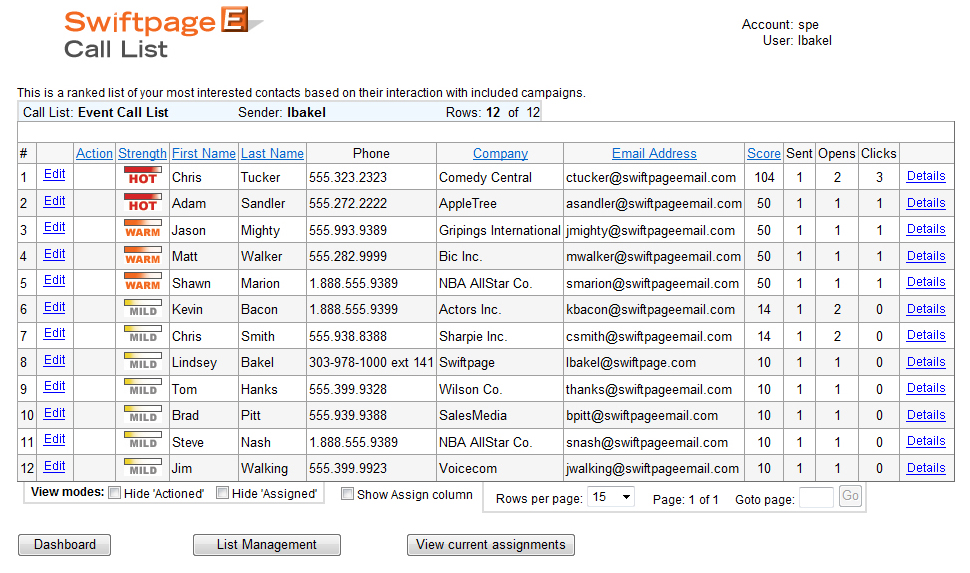 Swiftpage E
Call List
Account: spe
User: lbakel
This is a ranked list of your most interested contacts based on their interaction with included campaigns.
Call List: Event Call List Sender: lbakel Rows: 12 of 12
# Action Strength First Name Last Name Phone Company Email Address Score Sent Opens Clicks
1 Edit HOT Chris Tucker 555.323.2323 Comedy Central ctucker@swiftpageemail.com 104 1 2 3 Details
2 Edit HOT Adam Sandler 555.272.2222 AppleTree asandler@swiftpageemail.com 50 1 1 1 Details
3 Edit WARM Jason Mighty 555.993.9389 Gripings International jmighty@swiftpageemail.com 50 1 1 1 Details
4 Edit WARM Matt Walker 555.282.9999 Bic Inc. mwalker@swiftpageemail.com 50 1 1 1 Details
5 Edit WARM Shawn Marion 1.888.555.9389 NBA AllStar Co. smarion@swiftpageemail.com 50 1 1 1 Details
6 Edit MILD Kevin Bacon 1.888.555.9399 Actors Inc. kbacon@swiftpageemail.com 14 1 2 0 Details
7 Edit MILD Chris Smith 555.938.8388 Sharpie Inc. csmith@swiftpageemail.com 14 1 2 0 Details
8 Edit MILD Lindsey Bakel 303-978-1000 ext 141 Swiftpage lbakel@swiftpage.com 10 1 1 0 Details
9 Edit MILD Tom Hanks 555.399.9328 Wilson Co. thanks@swiftpageemail.com 10 1 1 0 Details
10 Edit MILD Brad Pitt 555.939.9388 SalesMedia bpitt@swiftpageemail.com 10 1 1 0 Details
11 Edit MILD Steve Nash 1.888.555.9389 NBA AllStar Co. snash@swiftpageemail.com 10 1 1 0 Details
12 Edit MILD Jim Walking 555.399.9923 Voicecom jwalking@swiftpageemail.com 10 1 1 0 Details
View modes: Hide 'Actioned' Hide 'Assigned' Show Assign column Rows per page: 15 Page: 1 of 1 Goto page: Go
Dashboard List Management View current assignments